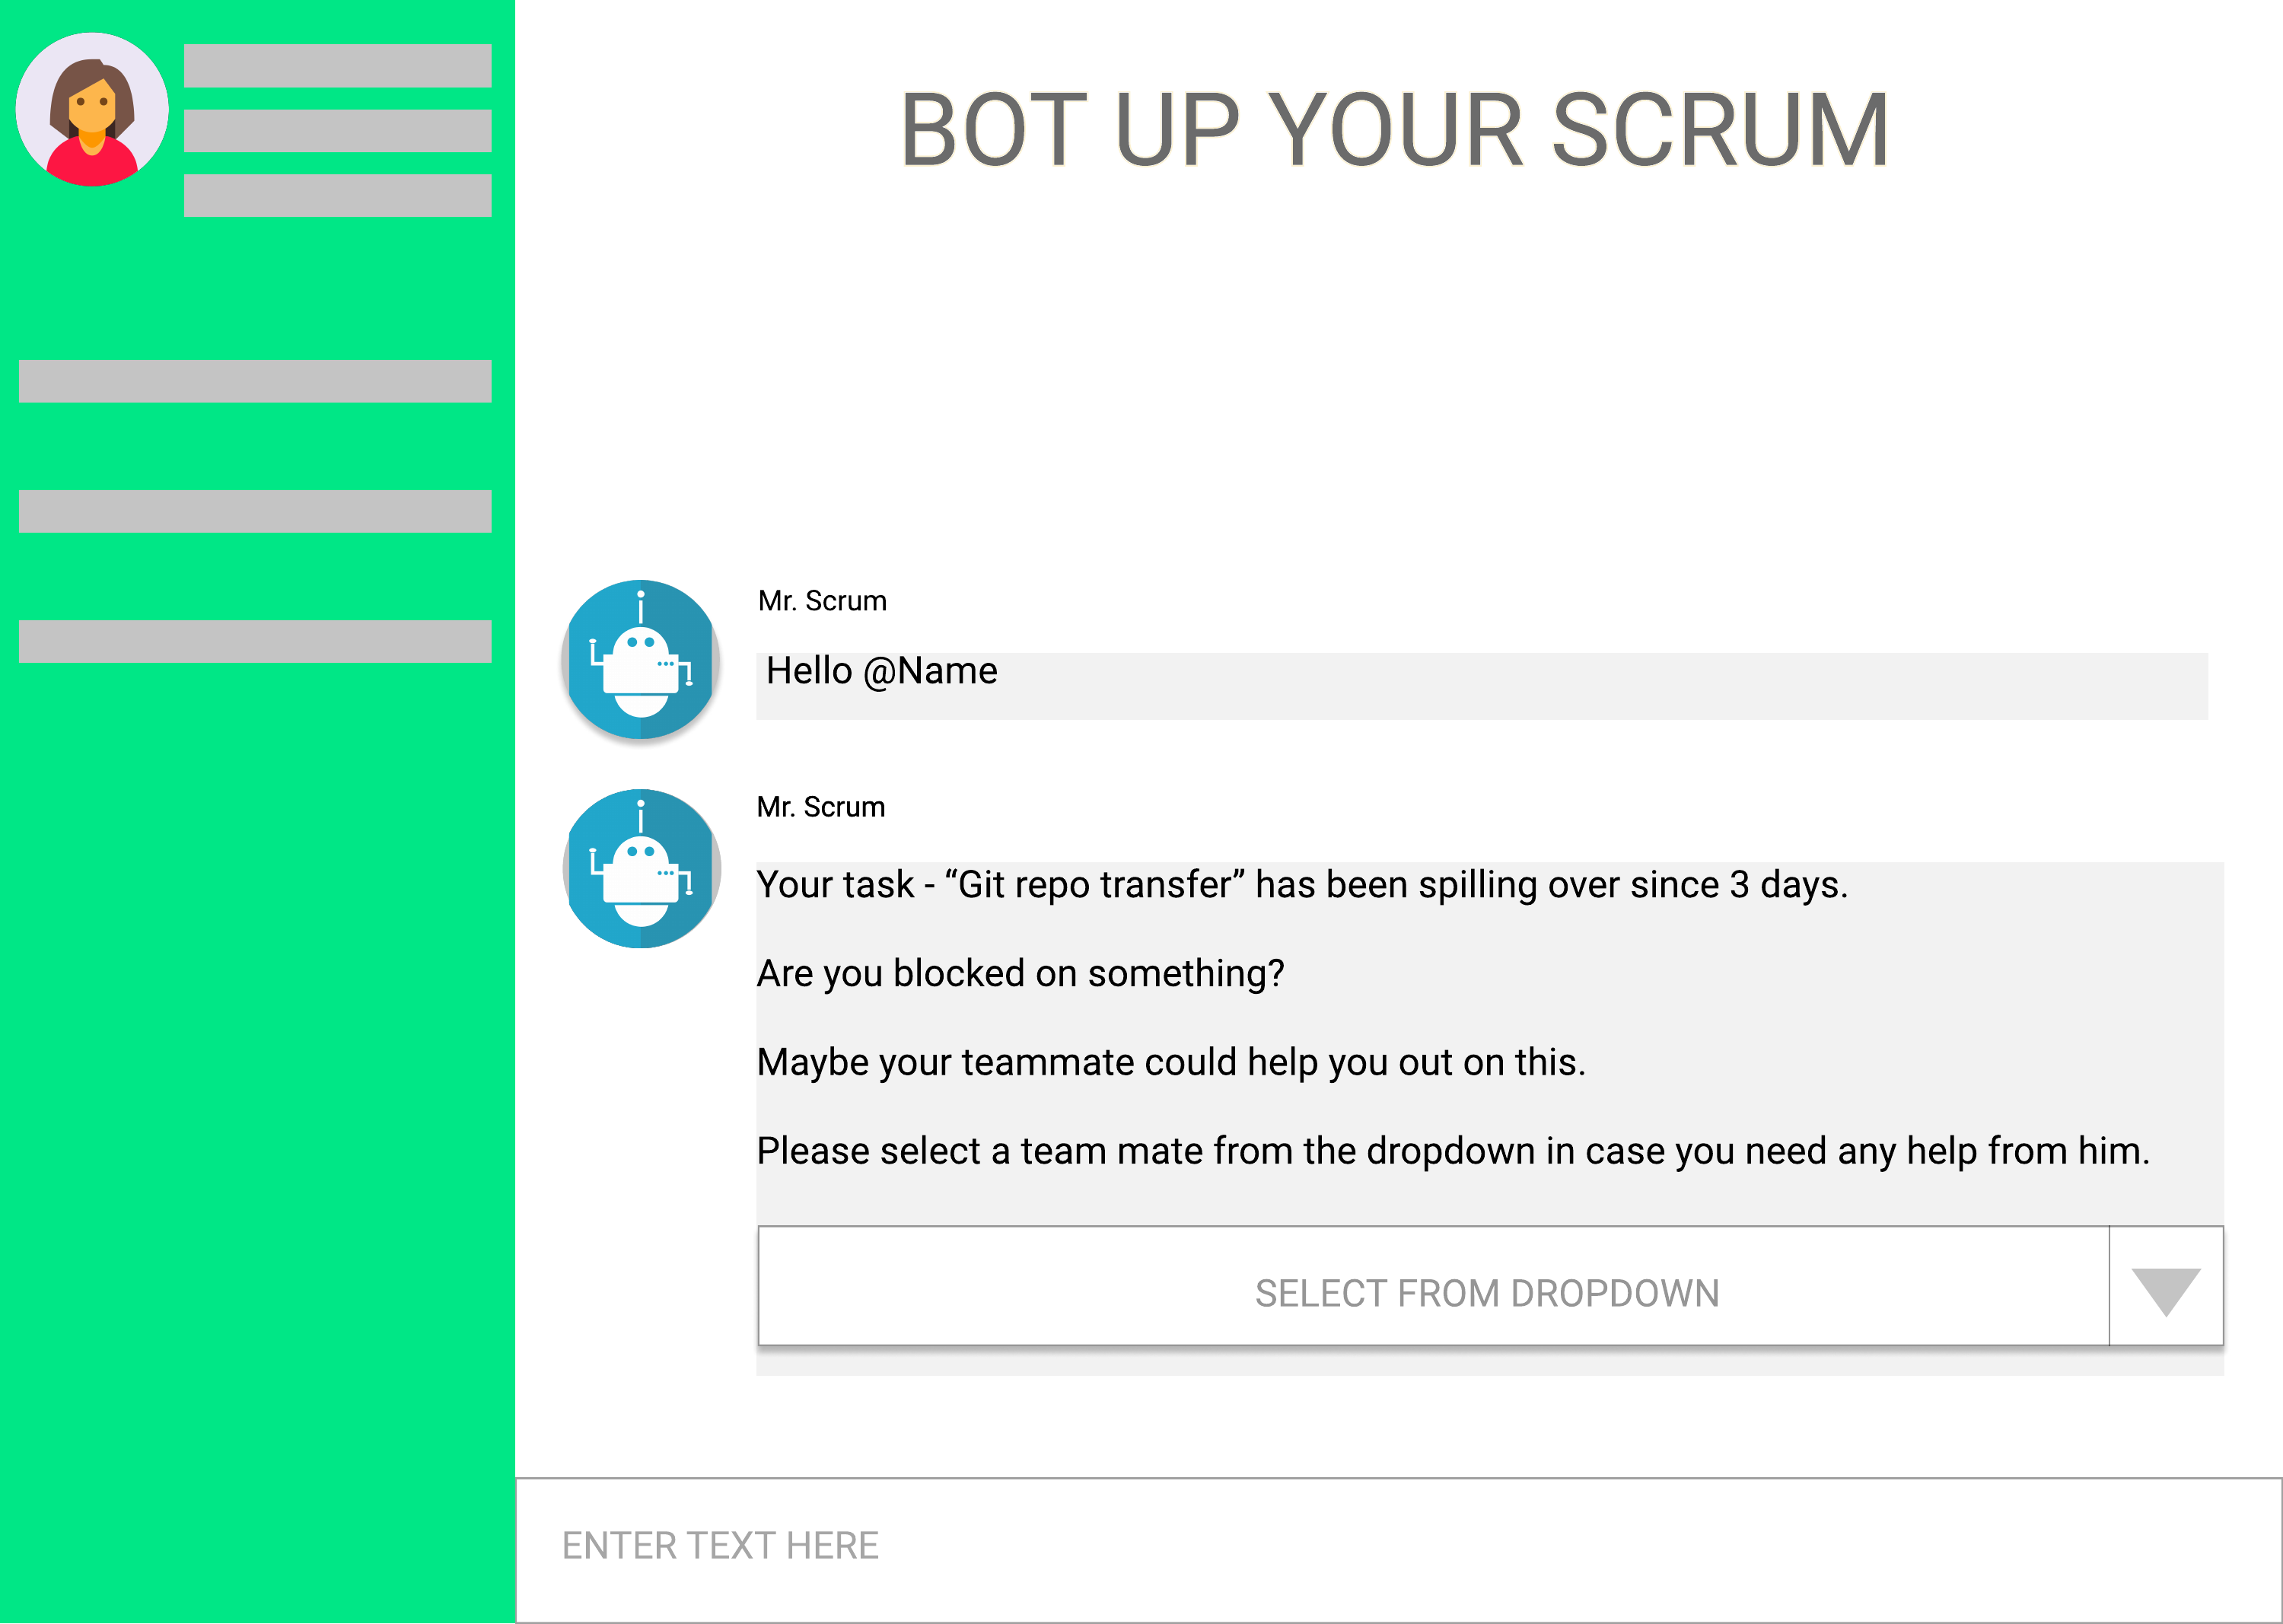 BOT UP YOUR SCRUM
Mr. Scrum
Hello @Name
Mr. Scrum
Your task - “Git repo transfer” has been spilling over since 3 days.
Are you blocked on something?
Maybe your teammate could help you out on this.
Please select a team mate from the dropdown in case you need any help from him.
SELECT FROM DROPDOWN
ENTER TEXT HERE